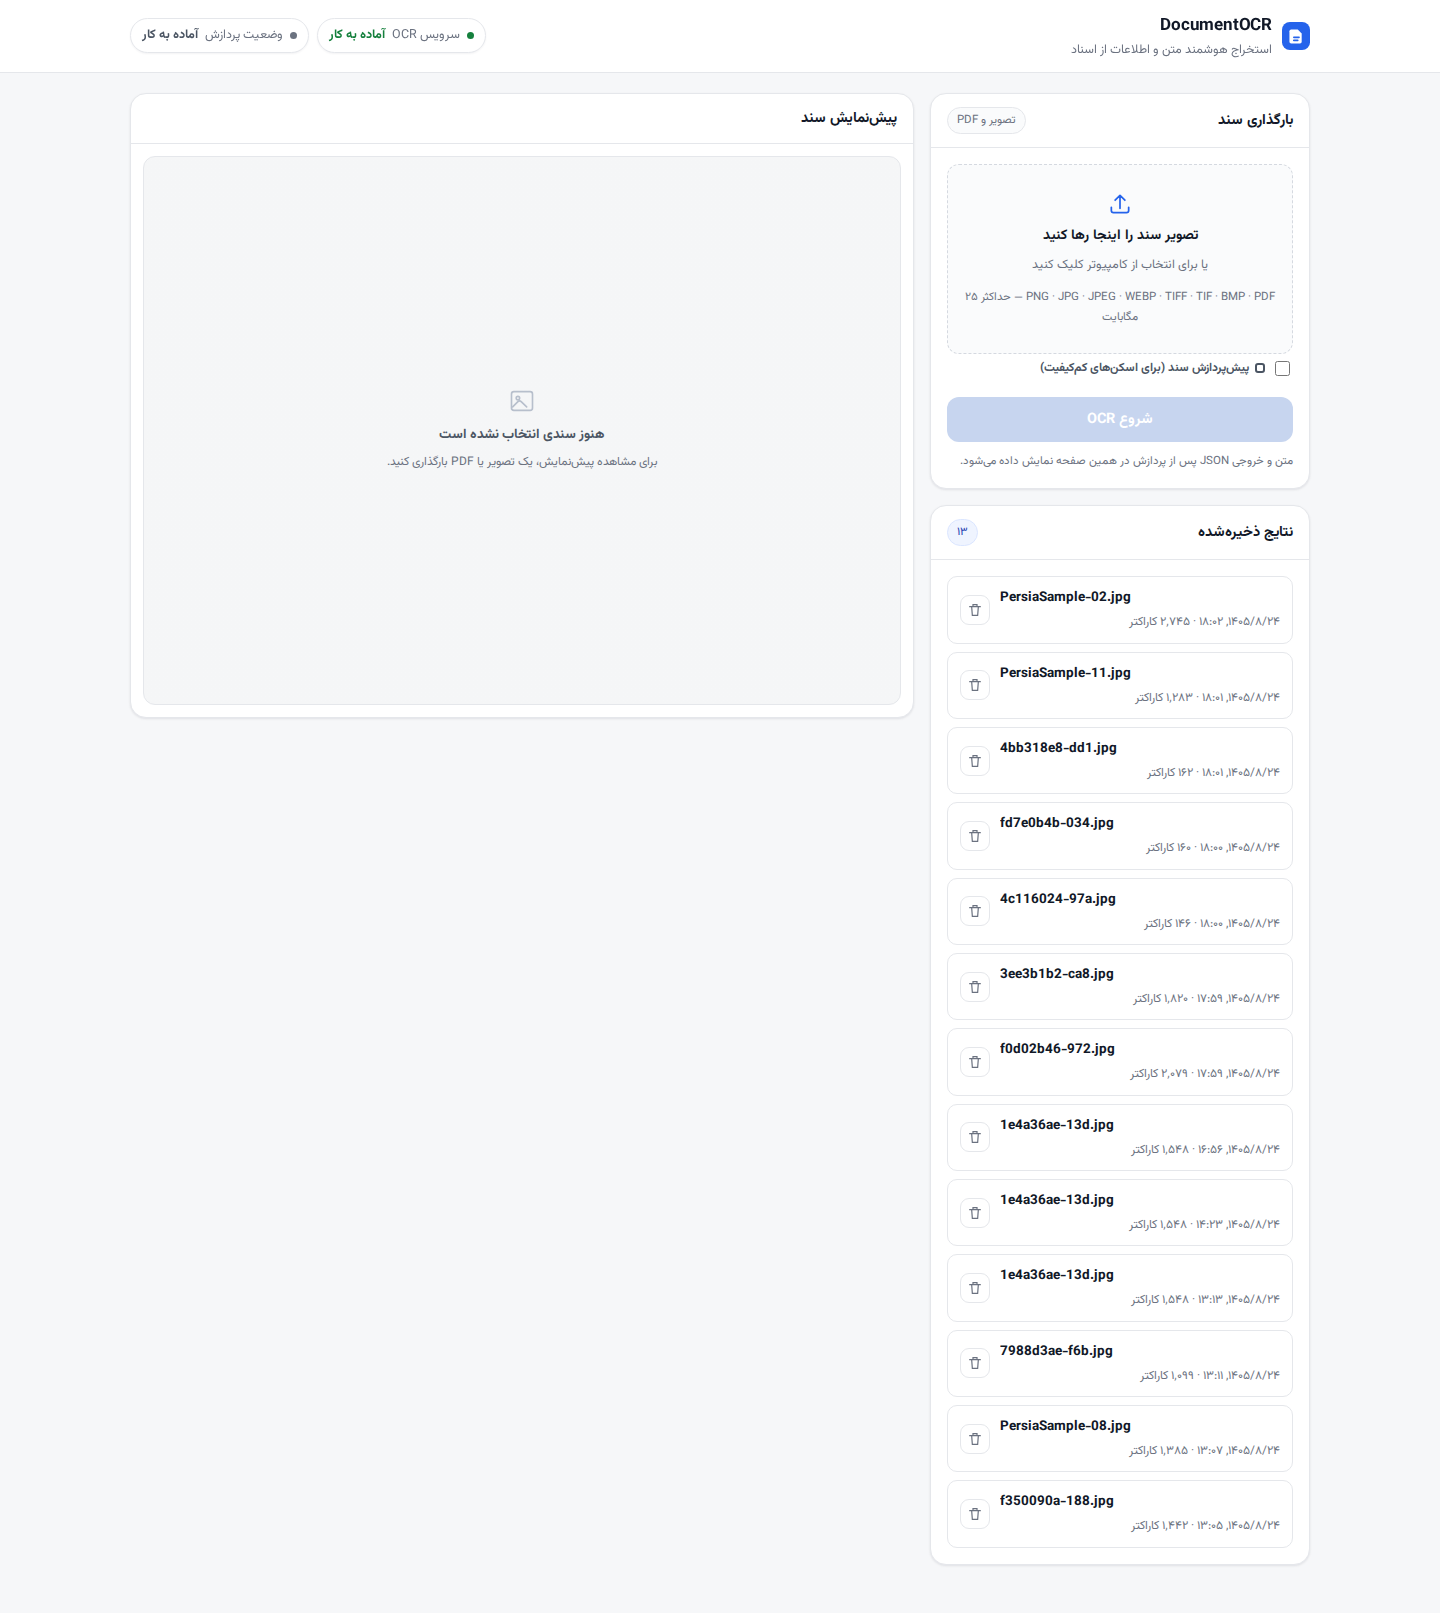 DocumentOCR
استخراج هوشمند متن و اطلاعات از اسناد
سرویس OCR آماده به کار
وضعیت پردازش آماده به کار
بارگذاری سند
تصویر و PDF
تصویر سند را اینجا رها کنید
یا برای انتخاب از کامپیوتر کلیک کنید
PNG · JPG · JPEG · WEBP · TIFF · TIF · BMP · PDF — حداکثر ۲۵
مگابایت
پیش‌پردازش سند (برای اسکن‌های کم‌کیفیت)
شروع OCR
متن و خروجی JSON پس از پردازش در همین صفحه نمایش داده می‌شود.
پیش‌نمایش سند
هنوز سندی انتخاب نشده است
برای مشاهده پیش‌نمایش، یک تصویر یا PDF بارگذاری کنید.
نتایج ذخیره‌شده
۱۳
PersiaSample-02.jpg
۱۴۰۵/۸/۲۴, ۱۸:۰۲ · ۲,۷۴۵ کاراکتر
PersiaSample-11.jpg
۱۴۰۵/۸/۲۴, ۱۸:۰۱ · ۱,۲۸۳ کاراکتر
4bb318e8-dd1.jpg
۱۴۰۵/۸/۲۴, ۱۸:۰۱ · ۱۶۲ کاراکتر
fd7e0b4b-034.jpg
۱۴۰۵/۸/۲۴, ۱۸:۰۰ · ۱۶۰ کاراکتر
4c116024-97a.jpg
۱۴۰۵/۸/۲۴, ۱۸:۰۰ · ۱۴۶ کاراکتر
3ee3b1b2-ca8.jpg
۱۴۰۵/۸/۲۴, ۱۷:۵۹ · ۱,۸۲۰ کاراکتر
f0d02b46-972.jpg
۱۴۰۵/۸/۲۴, ۱۷:۵۹ · ۲,۰۷۹ کاراکتر
1e4a36ae-13d.jpg
۱۴۰۵/۸/۲۴, ۱۶:۵۶ · ۱,۵۴۸ کاراکتر
1e4a36ae-13d.jpg
۱۴۰۵/۸/۲۴, ۱۴:۲۳ · ۱,۵۴۸ کاراکتر
1e4a36ae-13d.jpg
۱۴۰۵/۸/۲۴, ۱۳:۱۳ · ۱,۵۴۸ کاراکتر
7988d3ae-f6b.jpg
۱۴۰۵/۸/۲۴, ۱۳:۱۱ · ۱,۰۹۹ کاراکتر
PersiaSample-08.jpg
۱۴۰۵/۸/۲۴, ۱۳:۰۷ · ۱,۳۸۵ کاراکتر
f350090a-188.jpg
۱۴۰۵/۸/۲۴, ۱۳:۰۵ · ۱,۴۴۲ کاراکتر